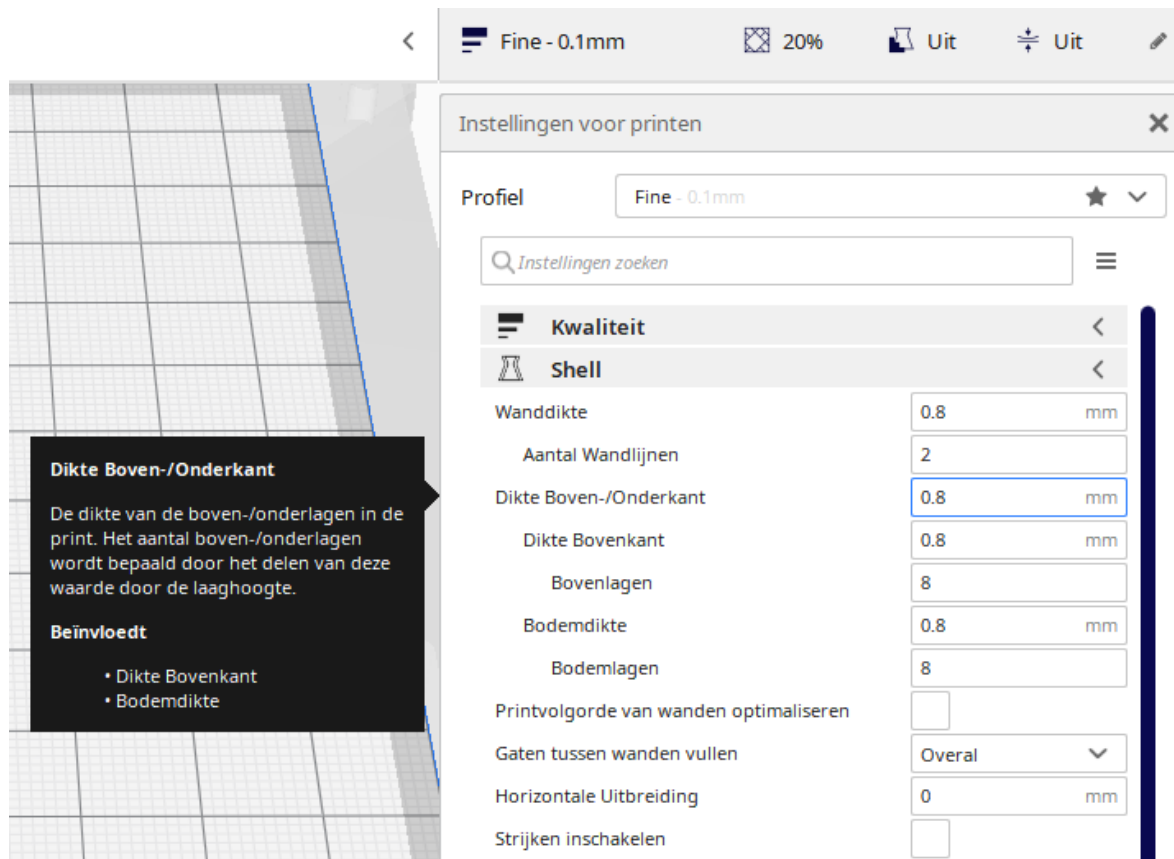 Fine - 0.1mm 20% Uit Uit
Instellingen voor printen
Profiel Fine - 0.1mm
Instellingen zoeken
Kwaliteit
Shell
Wanddikte 0.8 mm
Aantal Wandlijnen 2
Dikte Boven-/Onderkant 0.8 mm
Dikte Bovenkant 0.8 mm
Bovenlagen 8
Bodemdikte 0.8 mm
Bodemlagen 8
Printvolgorde van wanden optimaliseren
Gaten tussen wanden vullen Overal
Horizontale Uitbreiding 0 mm
Strijken inschakelen
Dikte Boven-/Onderkant
De dikte van de boven-/onderlagen in de
print. Het aantal boven-/onderlagen
wordt bepaald door het delen van deze
waarde door de laaghoogte.
Beïnvloedt
• Dikte Bovenkant
• Bodemdikte